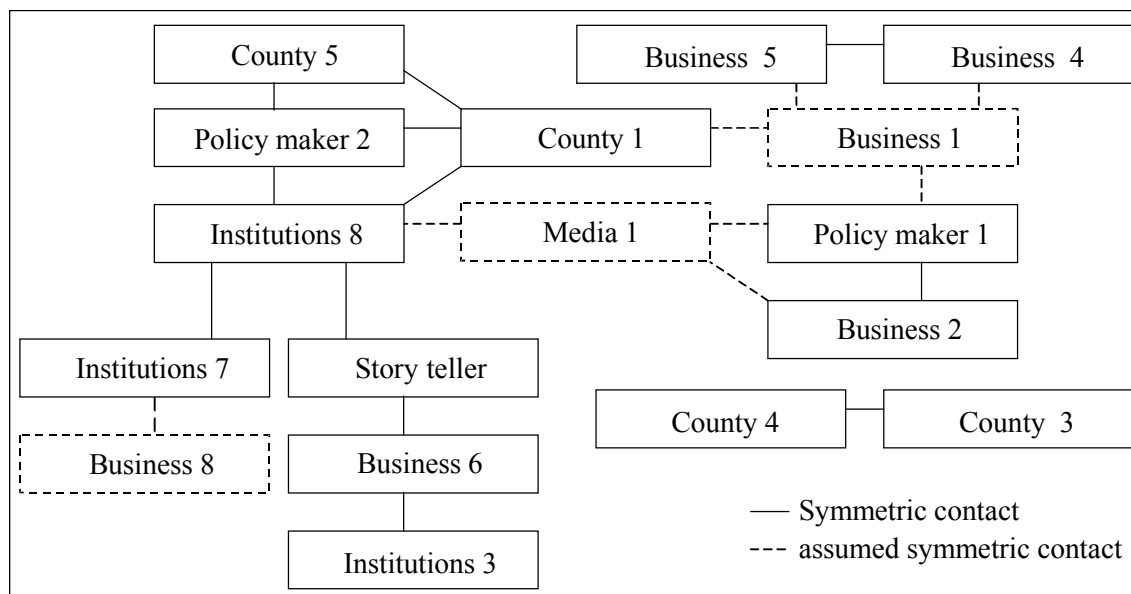 County 5
Business 5
Business 4
Policy maker 2
County 1
Business 1
Institutions 8
Media 1
Policy maker 1
Business 2
Institutions 7
Story teller
County 4
County 3
Business 8
Business 6
Symmetric contact
assumed symmetric contact
Institutions 3